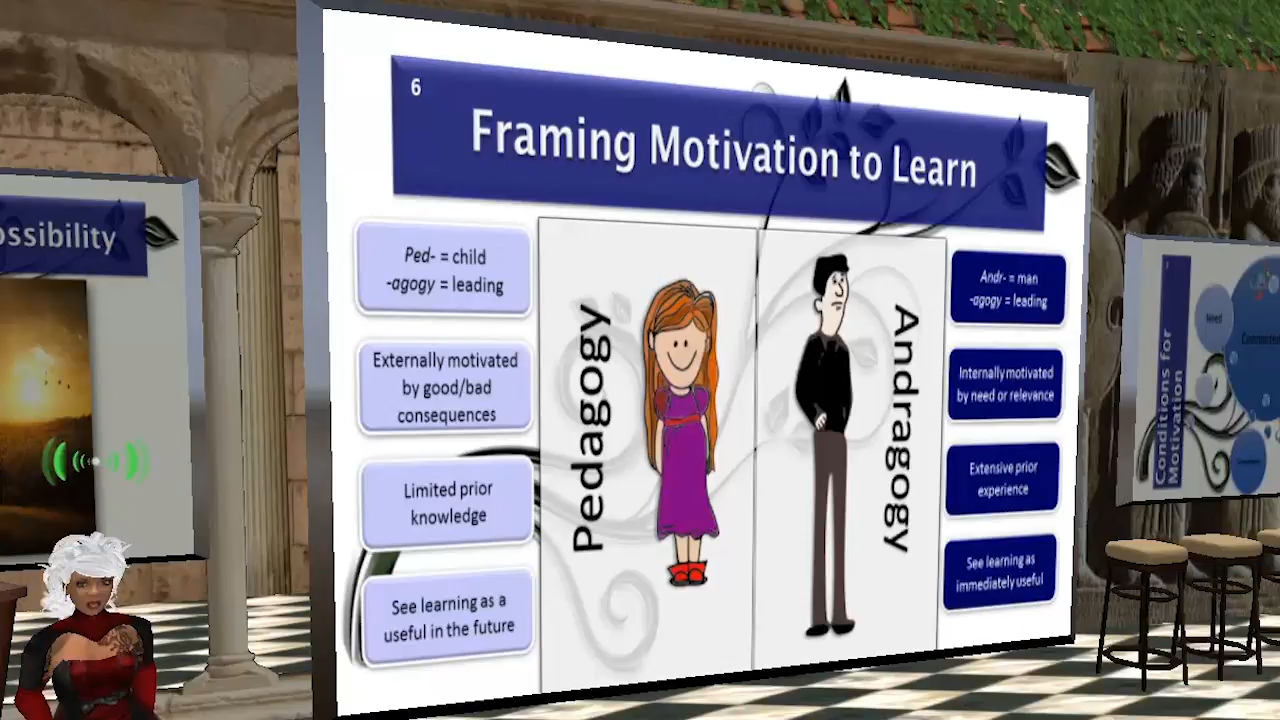 6
Framing Motivation to Learn
Ped- = child
-agogy = leading
Externally motivated
by good/bad
consequences
Limited prior
knowledge
See learning as a
useful in the future
Pedagogy
Andragogy
Andr- = man
-agogy = leading
Internally motivated
by need or relevance
Extensive prior
experience
See learning as
immediately useful
ossibility
Conditions for
Motivation
Need